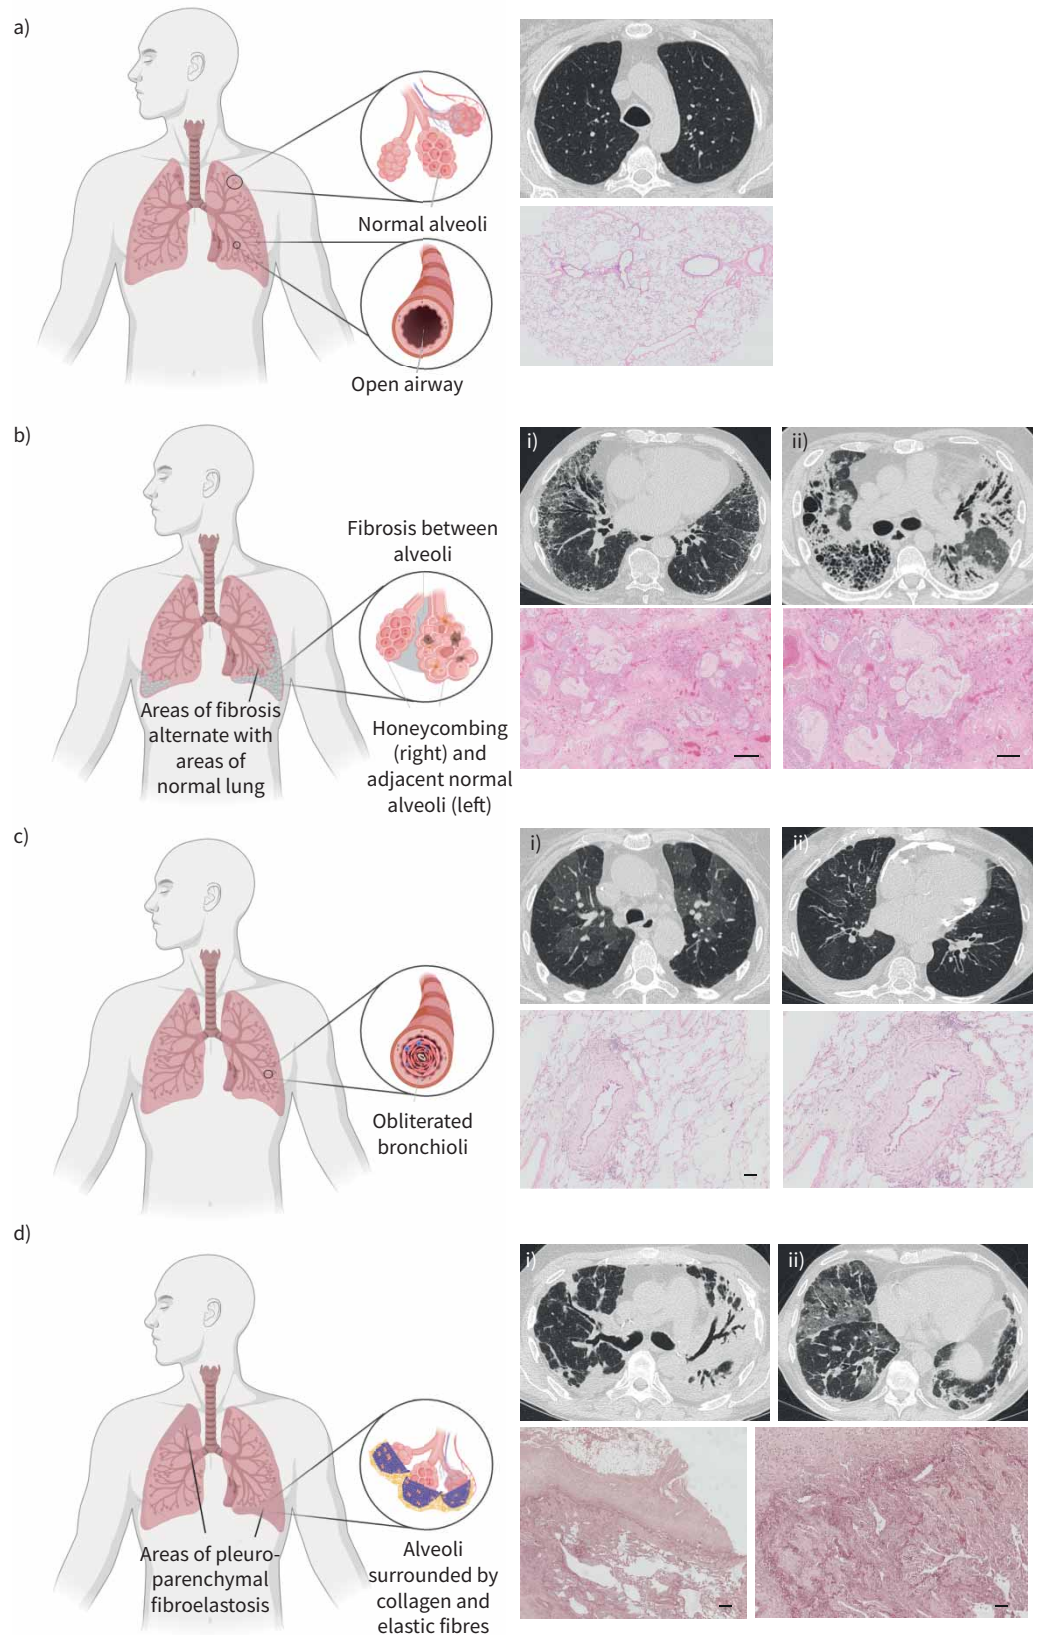 a)
Normal alveoli
Open airway
b)
i)
ii)
Fibrosis between
alveoli
Areas of fibrosis
alternate with
areas of
normal lung
Honeycombing
(right) and
adjacent normal
alveoli (left)
c)
i)
ii)
Obliterated
bronchioli
d)
i)
ii)
Areas of pleuro-
parenchymal
fibroelastosis
Alveoli
surrounded by
collagen and
elastic fibres